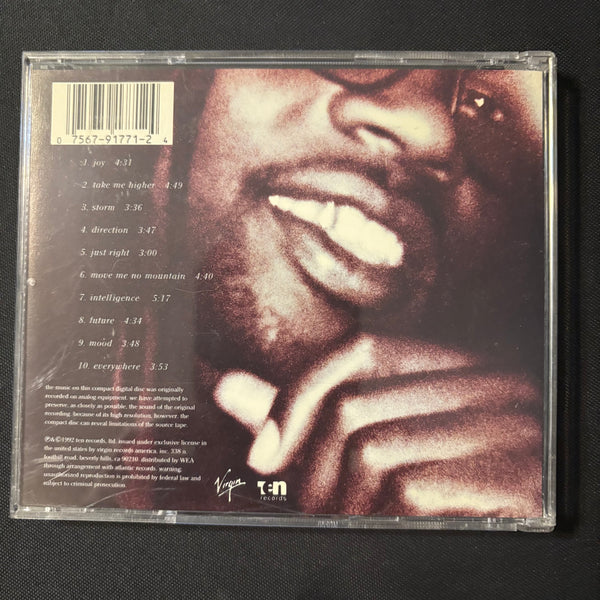 0 7567-91771-2 4
1. joy 4:31
2. take me higher 4:49
3. storm 3:36
4. direction 3:47
5. just right 3:00
6. move me no mountain 4:40
7. intelligence 5:17
8. future 4:34
9. mood 3:48
10. everywhere 3:53
the music on this compact digital disc was originally
recorded on analog equipment. we have attempted to
preserve, as closely as possible, the sound of the original
recording. because of its high resolution, however, the
compact disc can reveal limitations of the source tape.
℗&©1992 ten records, ltd. issued under exclusive license in
the united states by virgin records america, inc. 338 n.
foothill road, beverly hills, ca 90210. distributed by WEA
through arrangement with atlantic records. warning:
unauthorized reproduction is prohibited by federal law and
subject to criminal prosecution.
Virgin
ten
records